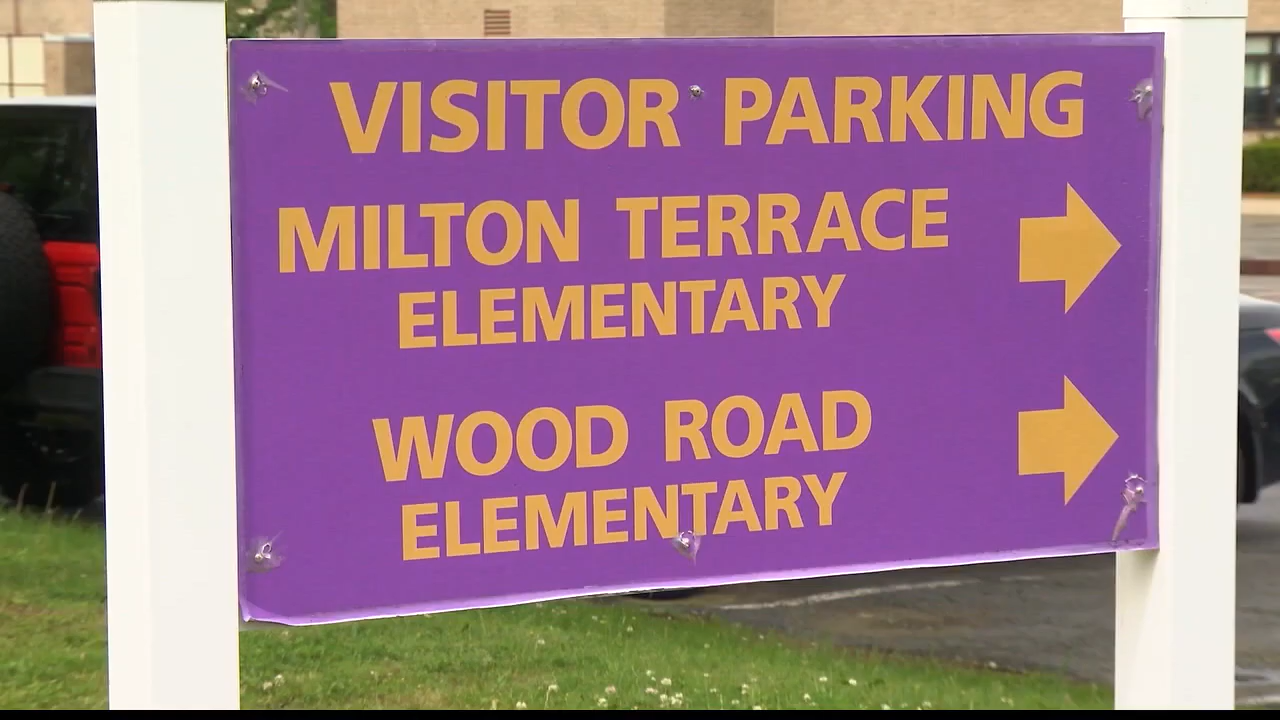 VISITOR PARKING
MILTON TERRACE
ELEMENTARY
WOOD ROAD
ELEMENTARY